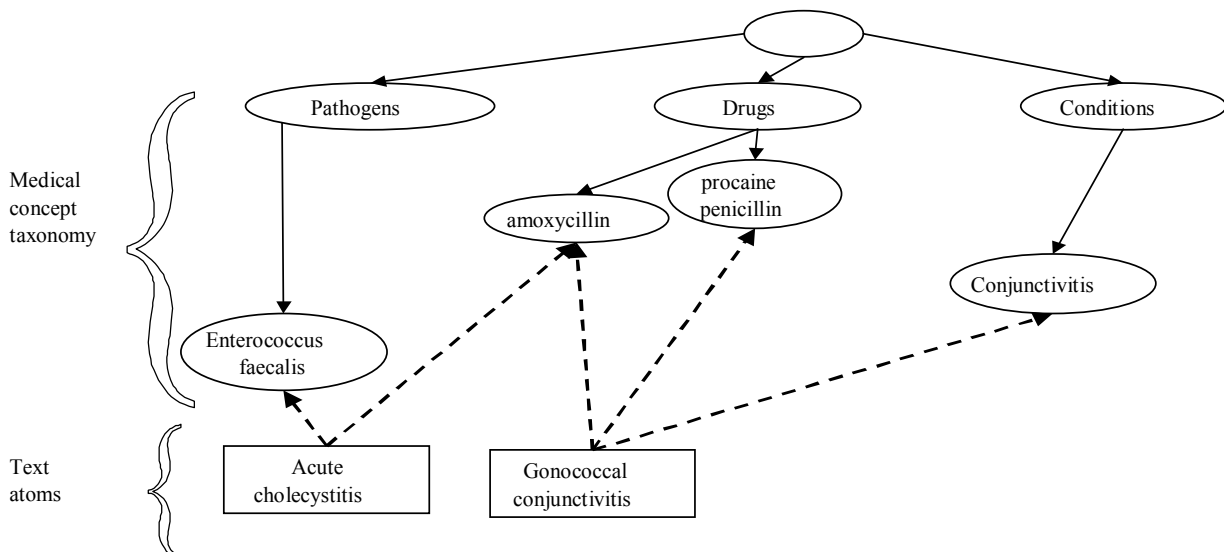 Pathogens
Drugs
Conditions
Medical
concept
taxonomy
procaine
penicillin
amoxycillin
Conjunctivitis
Enterococcus
faecalis
Text
atoms
Acute
cholecystitis
Gonococcal
conjunctivitis